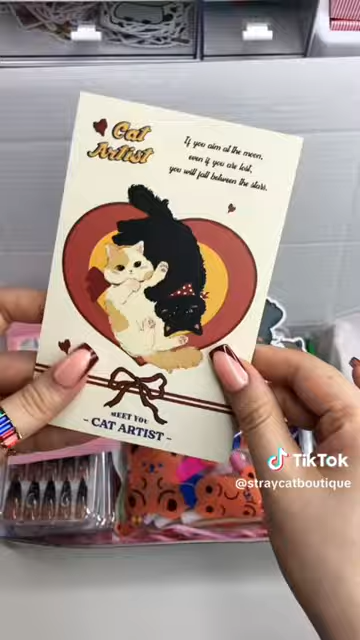 Cat
Artist
If you aim at the moon,
even if you are lost,
you will fall between the stars.
MEET YOU
- CAT ARTIST -
TikTok
@straycatboutique